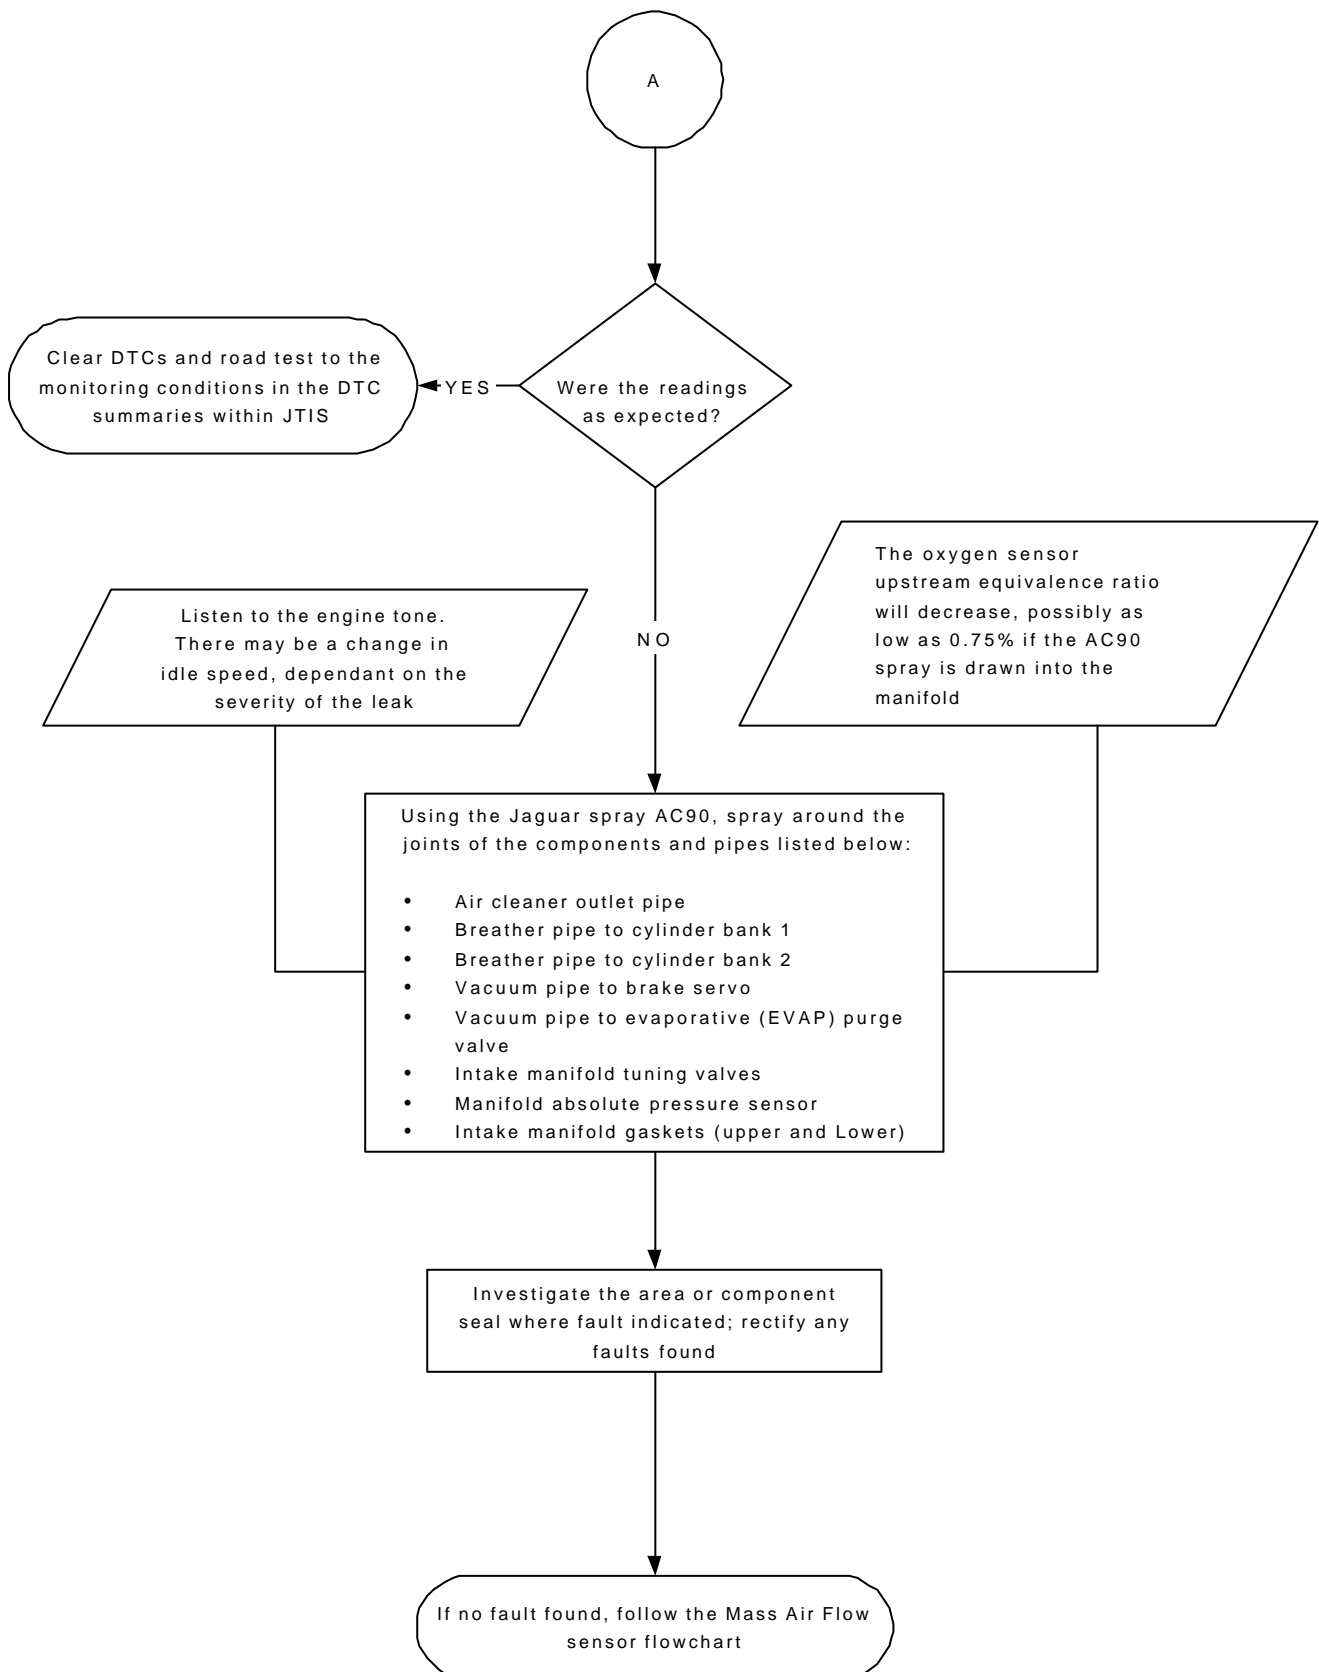 A
Clear DTCs and road test to the
monitoring conditions in the DTC
summaries within JTIS
YES
Were the readings
as expected?
NO
Listen to the engine tone.
There may be a change in
idle speed, dependant on the
severity of the leak
The oxygen sensor
upstream equivalence ratio
will decrease, possibly as
low as 0.75% if the AC90
spray is drawn into the
manifold
Using the Jaguar spray AC90, spray around the
joints of the components and pipes listed below:
• Air cleaner outlet pipe
• Breather pipe to cylinder bank 1
• Breather pipe to cylinder bank 2
• Vacuum pipe to brake servo
• Vacuum pipe to evaporative (EVAP) purge
valve
• Intake manifold tuning valves
• Manifold absolute pressure sensor
• Intake manifold gaskets (upper and Lower)
Investigate the area or component
seal where fault indicated; rectify any
faults found
If no fault found, follow the Mass Air Flow
sensor flowchart